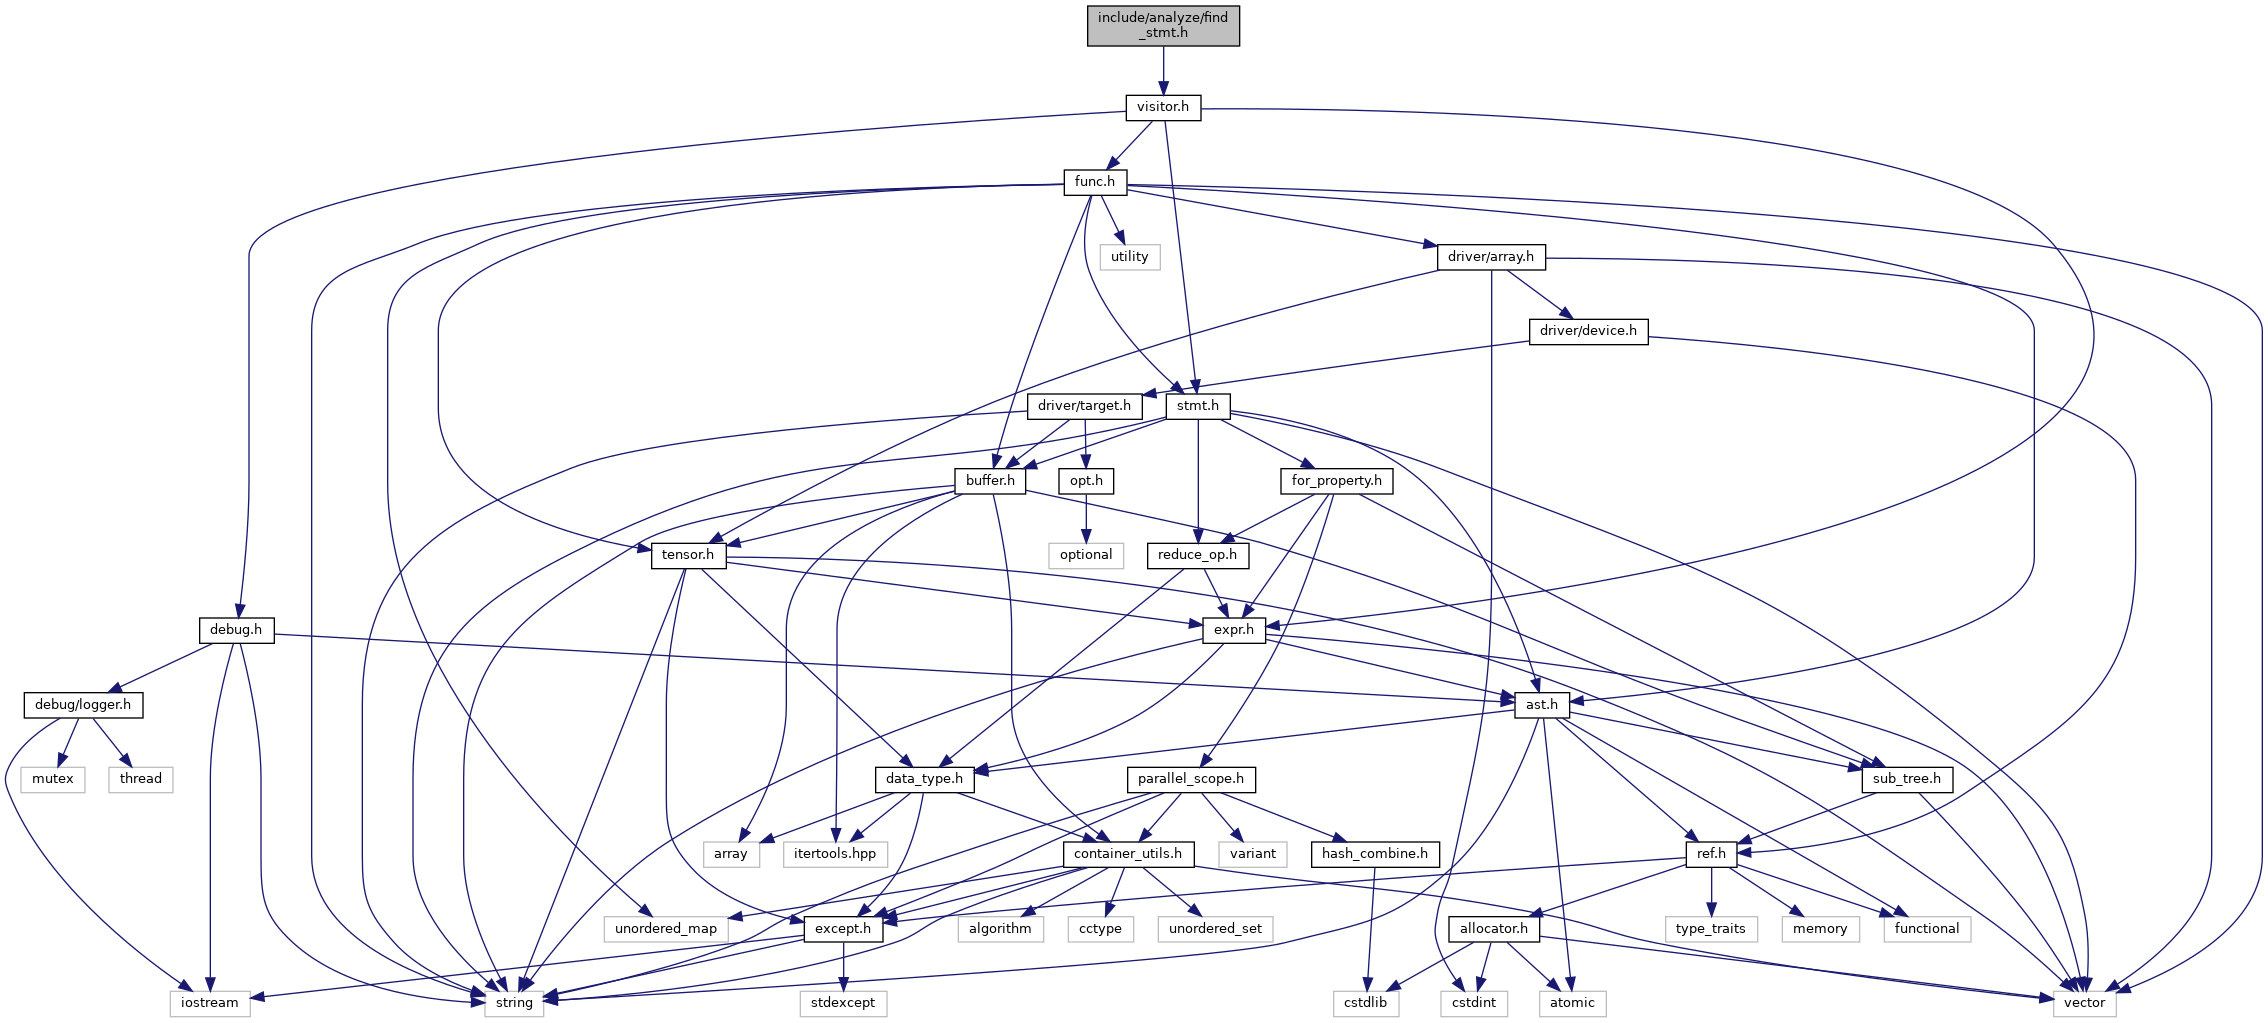 include/analyze/find
_stmt.h
visitor.h
func.h
utility
driver/array.h
driver/device.h
driver/target.h
stmt.h
buffer.h
opt.h
for_property.h
tensor.h
optional
reduce_op.h
debug.h
expr.h
debug/logger.h
ast.h
mutex
thread
data_type.h
parallel_scope.h
sub_tree.h
array
itertools.hpp
container_utils.h
variant
hash_combine.h
ref.h
unordered_map
except.h
algorithm
cctype
unordered_set
allocator.h
type_traits
memory
functional
iostream
string
stdexcept
cstdlib
cstdint
atomic
vector